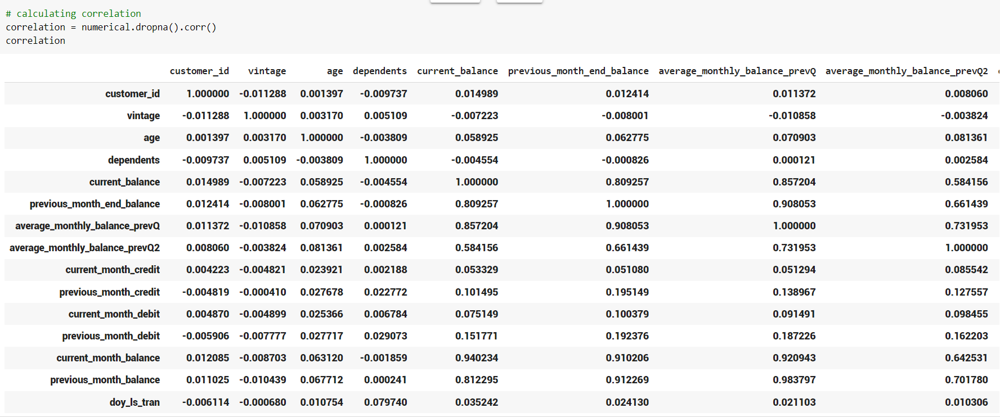 # calculating correlation
correlation = numerical.dropna().corr()
correlation
customer_id vintage age dependents current_balance previous_month_end_balance average_monthly_balance_prevQ average_monthly_balance_prevQ2
customer_id 1.000000 -0.011288 0.001397 -0.009737 0.014989 0.012414 0.011372 0.008060
vintage -0.011288 1.000000 0.003170 0.005109 -0.007223 -0.008001 -0.010858 -0.003824
age 0.001397 0.003170 1.000000 -0.003809 0.058925 0.062775 0.070903 0.081361
dependents -0.009737 0.005109 -0.003809 1.000000 -0.004554 -0.000826 0.000121 0.002584
current_balance 0.014989 -0.007223 0.058925 -0.004554 1.000000 0.809257 0.857204 0.584156
previous_month_end_balance 0.012414 -0.008001 0.062775 -0.000826 0.809257 1.000000 0.908053 0.661439
average_monthly_balance_prevQ 0.011372 -0.010858 0.070903 0.000121 0.857204 0.908053 1.000000 0.731953
average_monthly_balance_prevQ2 0.008060 -0.003824 0.081361 0.002584 0.584156 0.661439 0.731953 1.000000
current_month_credit 0.004223 -0.004821 0.023921 0.002188 0.053329 0.051080 0.051294 0.085542
previous_month_credit -0.004819 -0.000410 0.027678 0.022772 0.101495 0.195149 0.138967 0.127557
current_month_debit 0.004870 -0.004899 0.025366 0.006784 0.075149 0.100379 0.091491 0.098455
previous_month_debit -0.005906 -0.007777 0.027717 0.029073 0.151771 0.192376 0.187226 0.162203
current_month_balance 0.012085 -0.008703 0.063120 -0.001859 0.940234 0.910206 0.920943 0.642531
previous_month_balance 0.011025 -0.010439 0.067712 0.000241 0.812295 0.912269 0.983797 0.701780
doy_ls_tran -0.006114 -0.000680 0.010754 0.079740 0.035242 0.024130 0.021103 0.010306